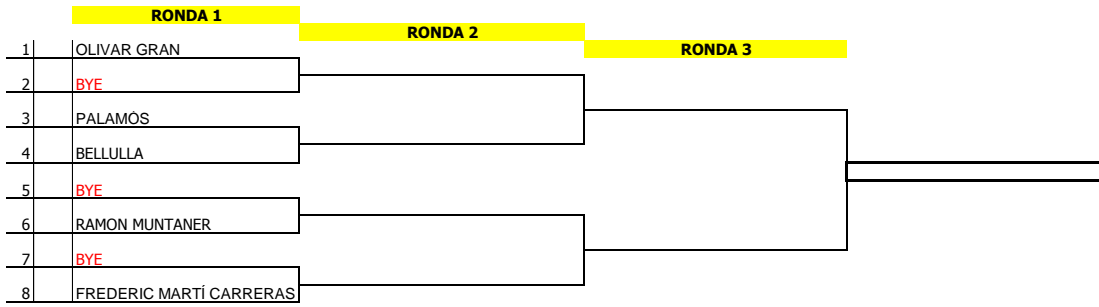 RONDA 1
RONDA 2
RONDA 3
1 OLIVAR GRAN
2 BYE
3 PALAMÓS
4 BELLULLA
5 BYE
6 RAMON MUNTANER
7 BYE
8 FREDERIC MARTÍ CARRERAS